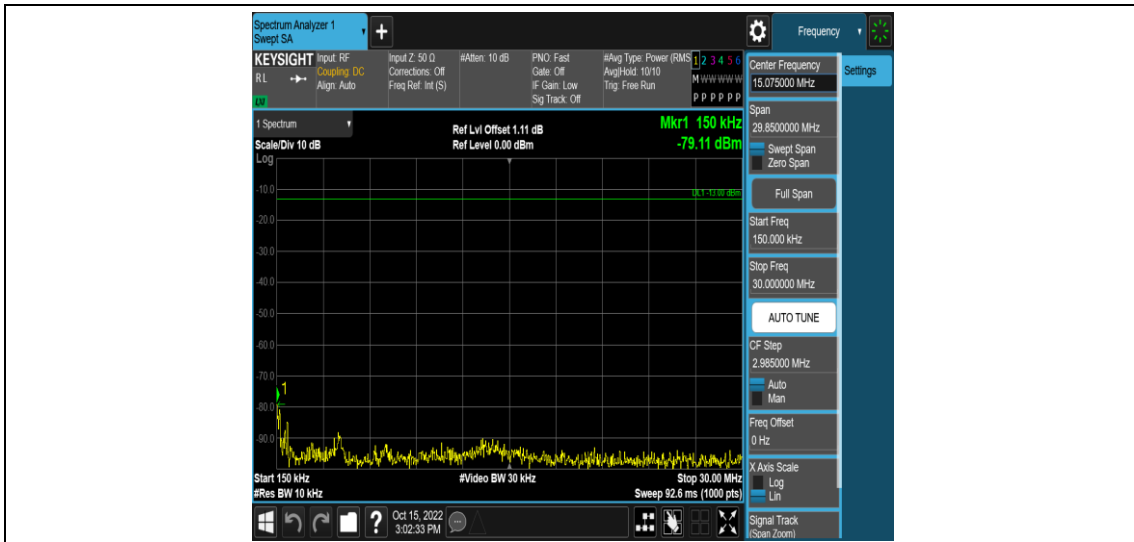 Spectrum Analyzer 1
Swept SA
+
Frequency
KEYSIGHT
RL
LXI
Input: RF
Coupling: DC
Align: Auto
Input Z: 50 Ω
Corrections: Off
Freq Ref: Int (S)
#Atten: 10 dB
PNO: Fast
Gate: Off
IF Gain: Low
Sig Track: Off
#Avg Type: Power (RMS
Avg|Hold: 10/10
Trig: Free Run
1 2 3 4 5 6
M W W W W W
P P P P P P
Center Frequency
15.075000 MHz
Settings
1 Spectrum
Scale/Div 10 dB
Log
Ref Lvl Offset 1.11 dB
Ref Level 0.00 dBm
Mkr1 150 kHz
-79.11 dBm
DL1 -13.00 dBm
-10.0
-20.0
-30.0
-40.0
-50.0
-60.0
-70.0
-80.0
-90.0
1
Start 150 kHz
#Res BW 10 kHz
#Video BW 30 kHz
Stop 30.00 MHz
Sweep 92.6 ms (1000 pts)
Span
29.8500000 MHz
Swept Span
Zero Span
Full Span
Start Freq
150.000 kHz
Stop Freq
30.000000 MHz
AUTO TUNE
CF Step
2.985000 MHz
Auto
Man
Freq Offset
0 Hz
X Axis Scale
Log
Lin
Signal Track
(Span Zoom)
?
Oct 15, 2022
3:02:33 PM